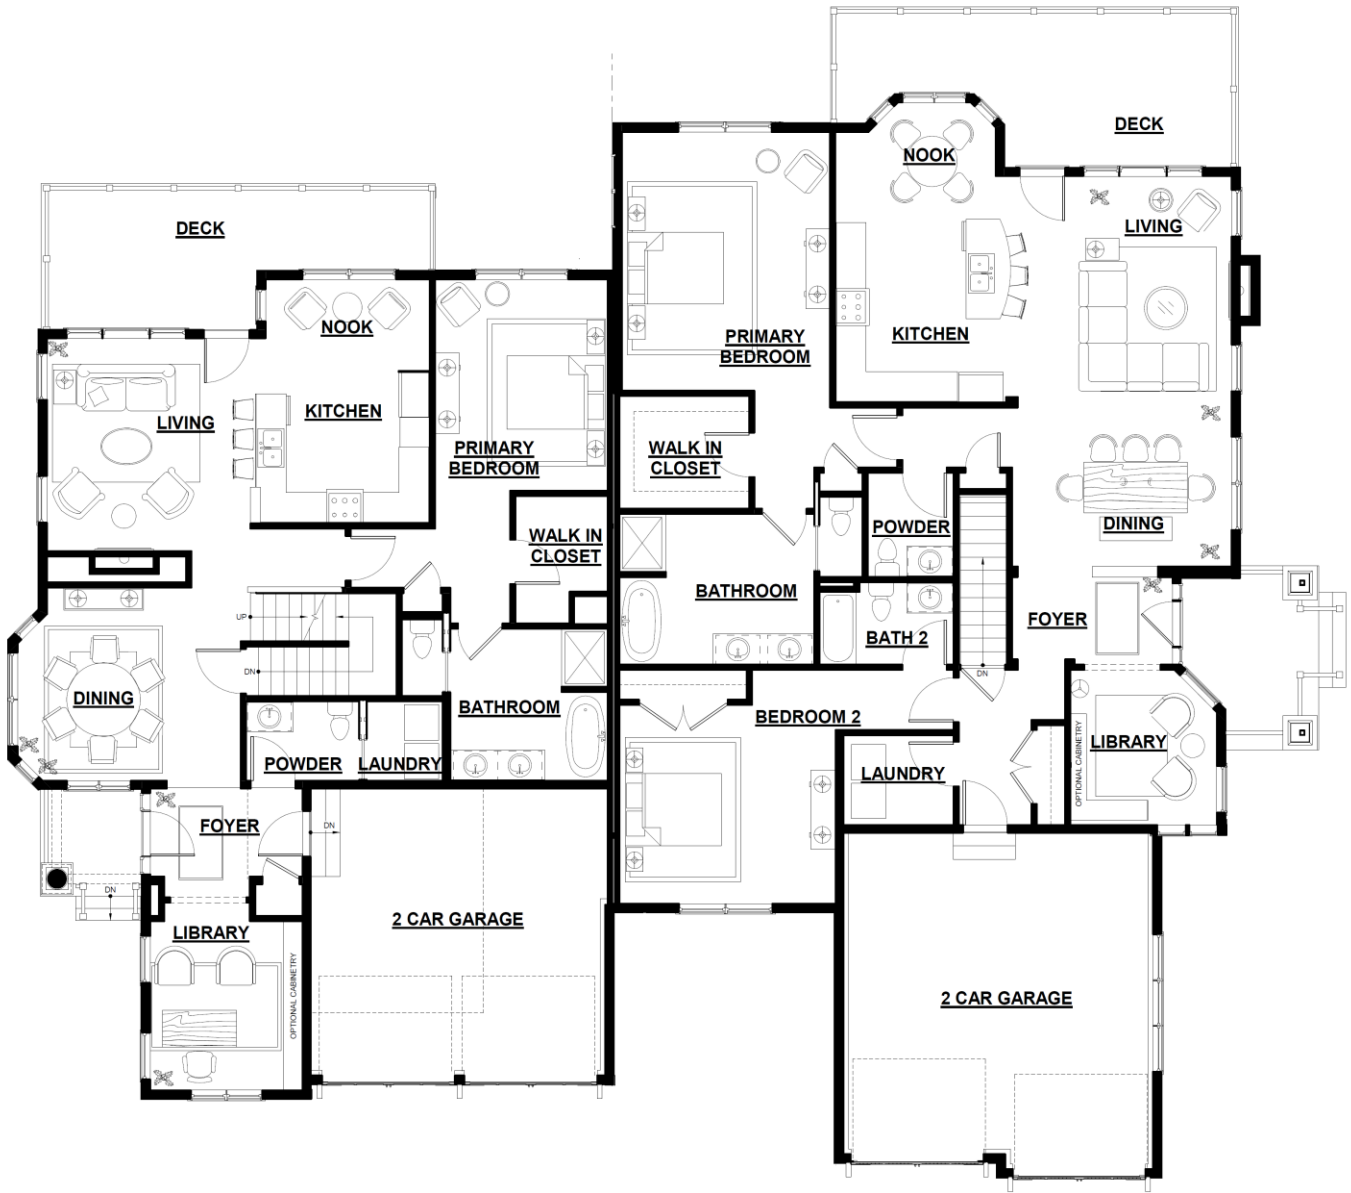 DECK
NOOK
LIVING
KITCHEN
PRIMARY
BEDROOM
WALK IN
CLOSET
UP
DN
DINING
BATHROOM
POWDER
LAUNDRY
FOYER
DN
DN
2 CAR GARAGE
LIBRARY
OPTIONAL CABINETRY
DECK
NOOK
LIVING
KITCHEN
PRIMARY
BEDROOM
WALK IN
CLOSET
POWDER
DINING
BATHROOM
BATH 2
FOYER
DN
BEDROOM 2
LIBRARY
OPTIONAL CABINETRY
LAUNDRY
2 CAR GARAGE